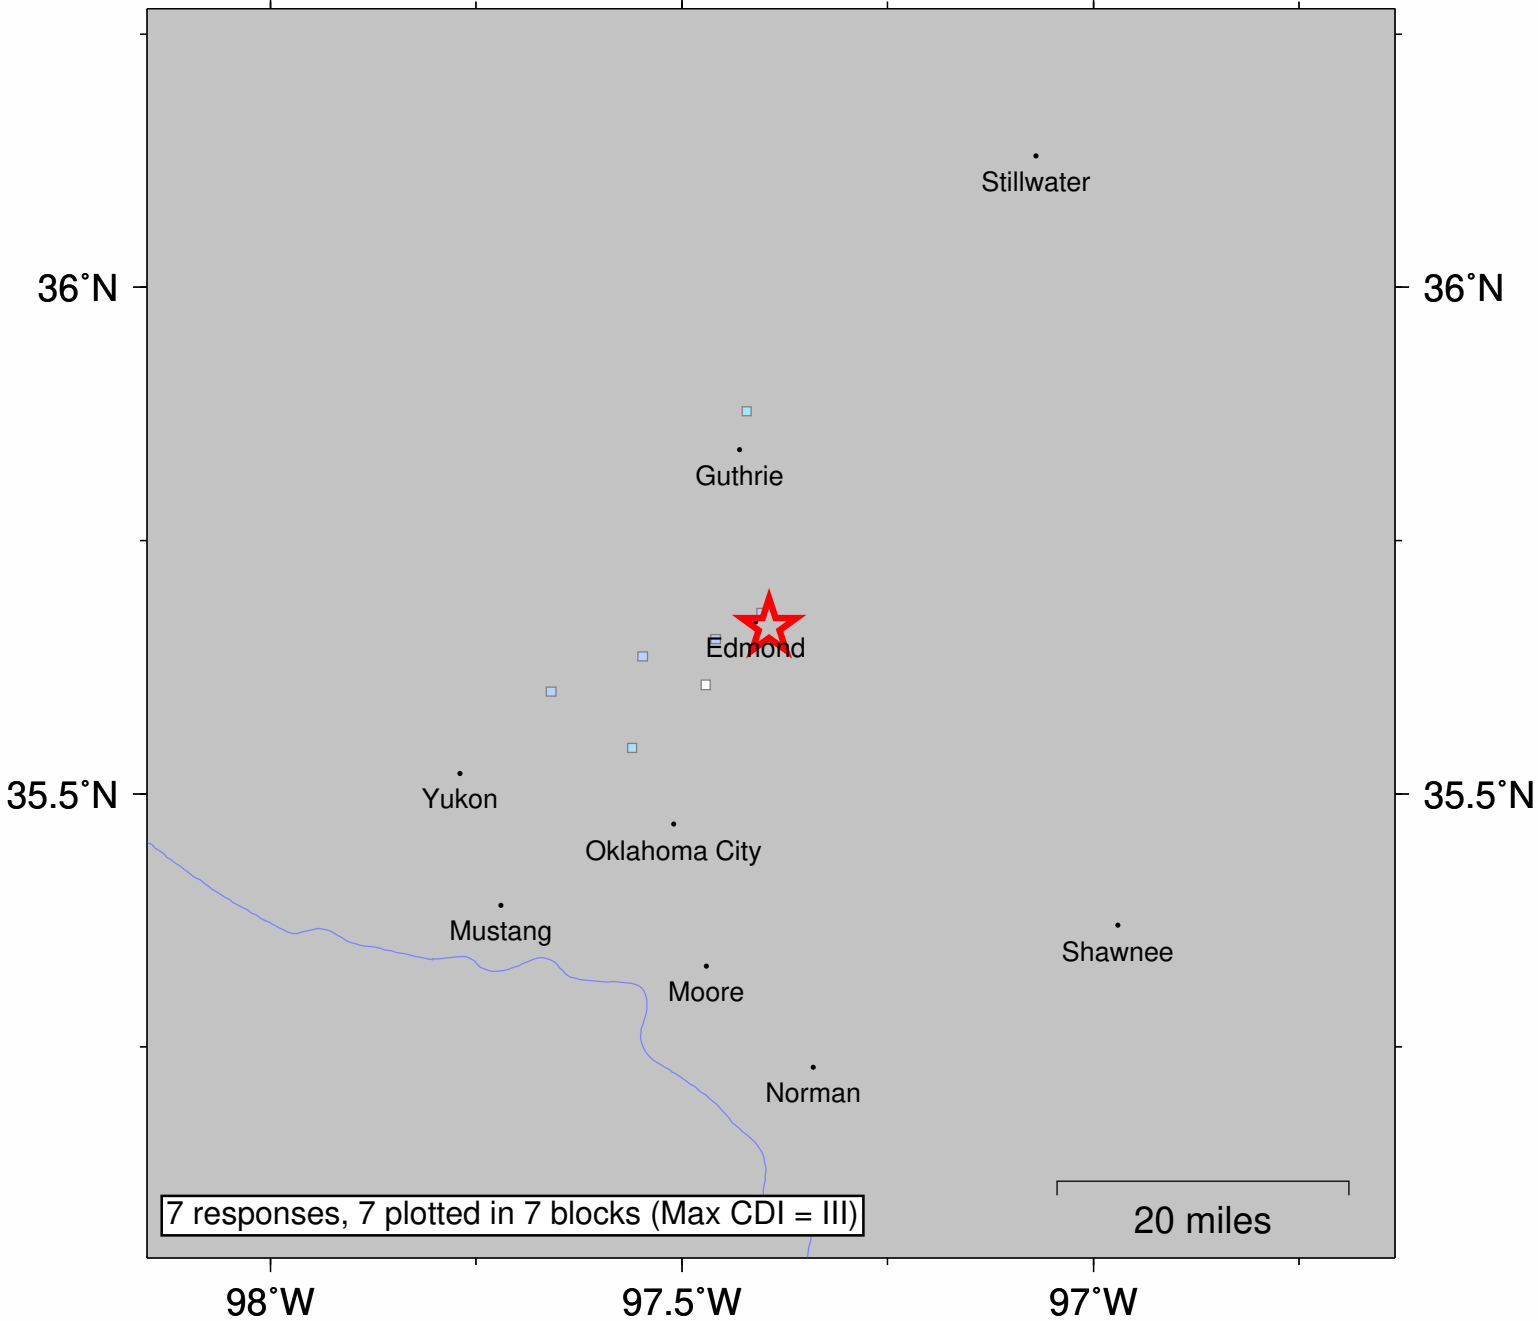 Stillwater
36˚N
36˚N
Guthrie
Edmond
35.5˚N
35.5˚N
Yukon
Oklahoma City
Mustang
Shawnee
Moore
Norman
7 responses, 7 plotted in 7 blocks (Max CDI = III)
20 miles
98˚W
97.5˚W
97˚W